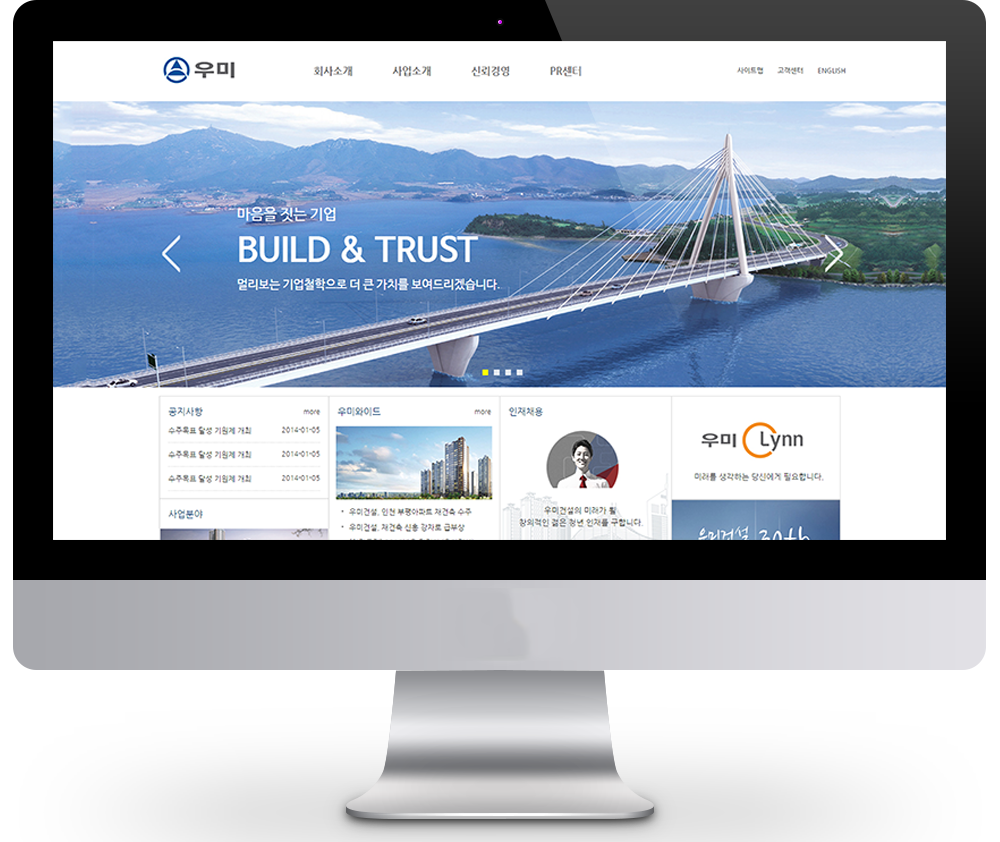 우미
회사소개 사업소개 신뢰경영 PR센터
사이트맵 고객센터 ENGLISH
마음을 짓는 기업
BUILD & TRUST
멀리보는 기업철학으로 더 큰 가치를 보여드리겠습니다.
공지사항 more
수주목표 달성 기원제 개최 2014-01-05
수주목표 달성 기원제 개최 2014-01-05
수주목표 달성 기원제 개최 2014-01-05
사업분야
우미와이드 more
우미건설, 인천 부평아파트 재건축 수주
우미건설, 재건축 신흥 강자로 급부상
인재채용
우미건설의 미래가 될
창의적인 젊은 청년 인재를 구합니다.
우미 Lynn
미래를 생각하는 당신에게 필요합니다.
우미건설 30th